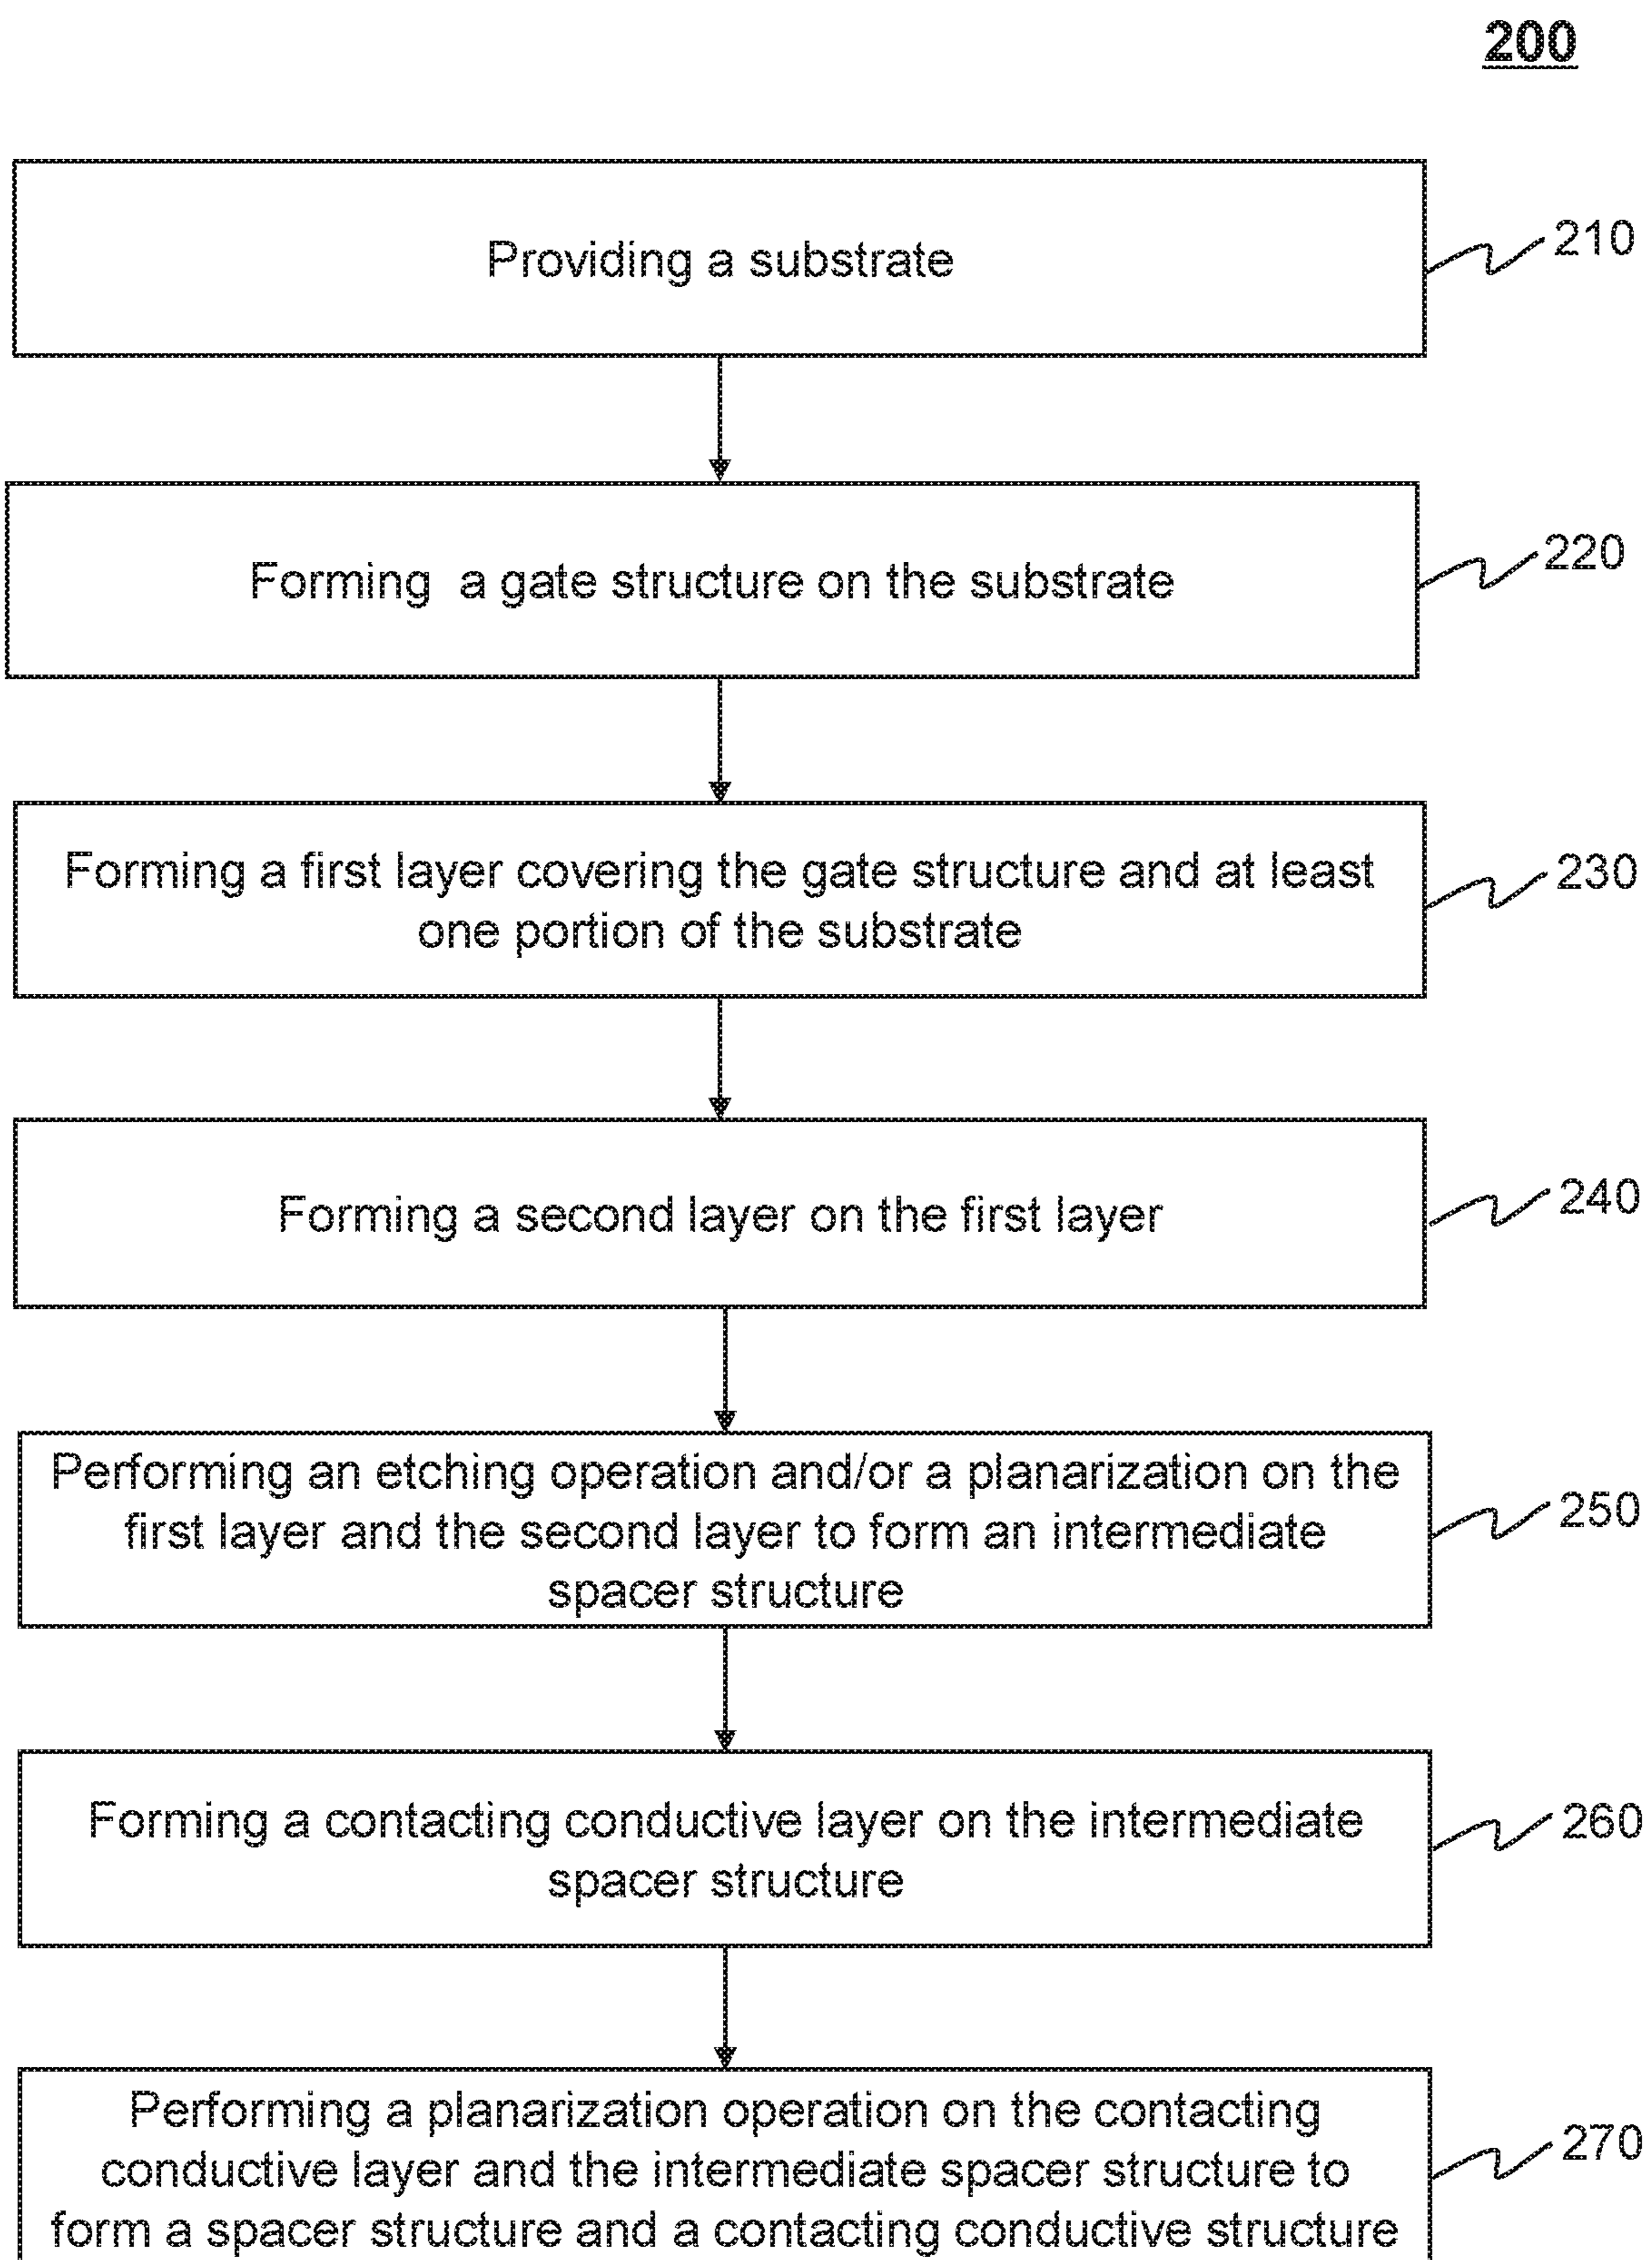 200
Providing a substrate
210
Forming a gate structure on the substrate
220
Forming a first layer covering the gate structure and at least
one portion of the substrate
230
Forming a second layer on the first layer
240
Performing an etching operation and/or a planarization on the
first layer and the second layer to form an intermediate
spacer structure
250
Forming a contacting conductive layer on the intermediate
spacer structure
260
Performing a planarization operation on the contacting
conductive layer and the intermediate spacer structure to
form a spacer structure and a contacting conductive structure
270